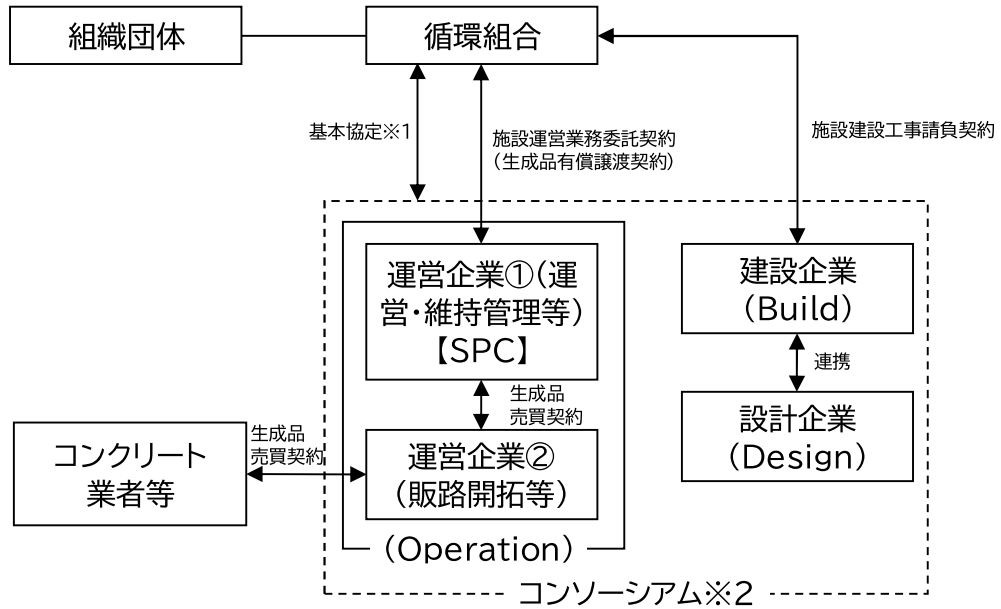 組織団体
循環組合
基本協定※1
施設運営業務委託契約
（生成品有償譲渡契約）
施設建設工事請負契約
運営企業①（運
営・維持管理等）
【SPC】
建設企業
（Build）
連携
生成品
売買契約
設計企業
（Design）
コンクリート
業者等
生成品
売買契約
運営企業②
（販路開拓等）
（Operation）
コンソーシアム※2